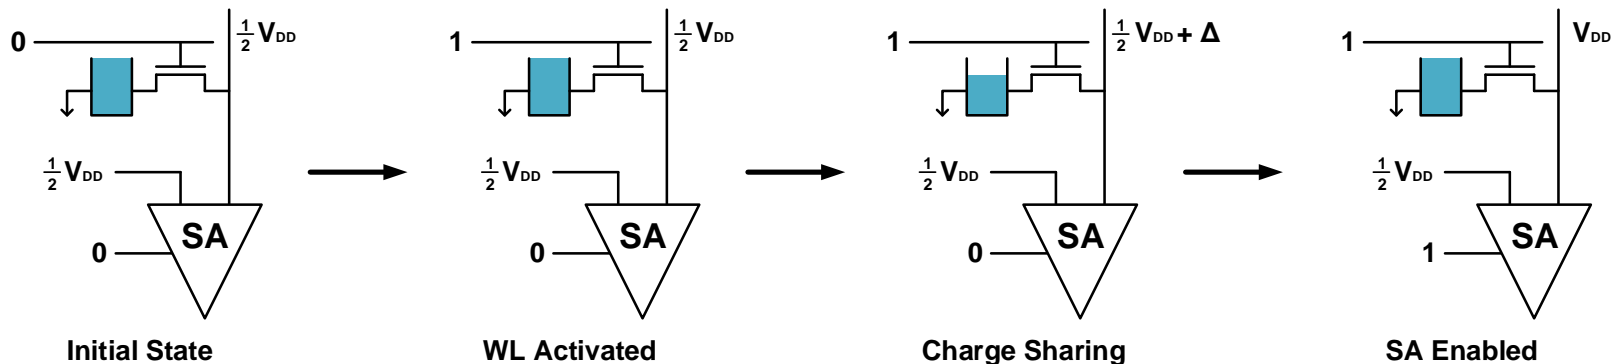 0
½ VDD
½ VDD
SA
0
Initial State
1
½ VDD
½ VDD
SA
0
WL Activated
1
½ VDD + Δ
½ VDD
SA
0
Charge Sharing
1
VDD
½ VDD
SA
1
SA Enabled